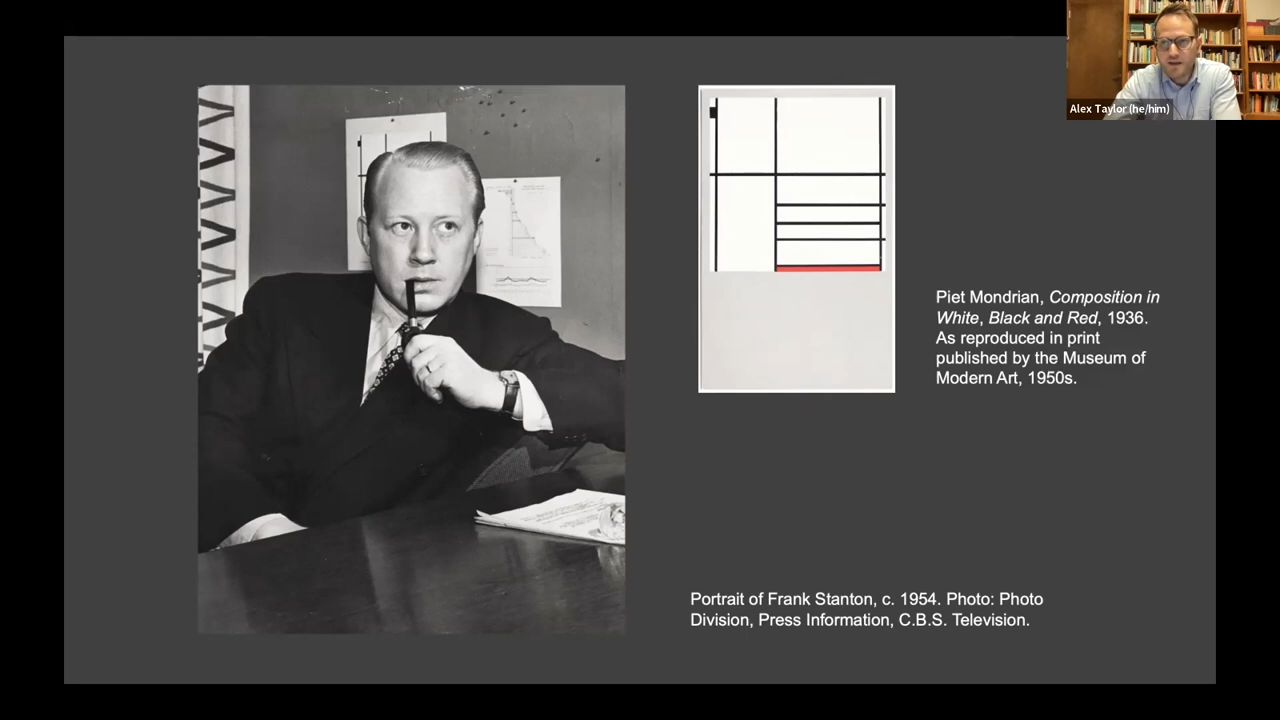 Alex Taylor (he/him)
Piet Mondrian, Composition in
White, Black and Red, 1936.
As reproduced in print
published by the Museum of
Modern Art, 1950s.
Portrait of Frank Stanton, c. 1954. Photo: Photo
Division, Press Information, C.B.S. Television.